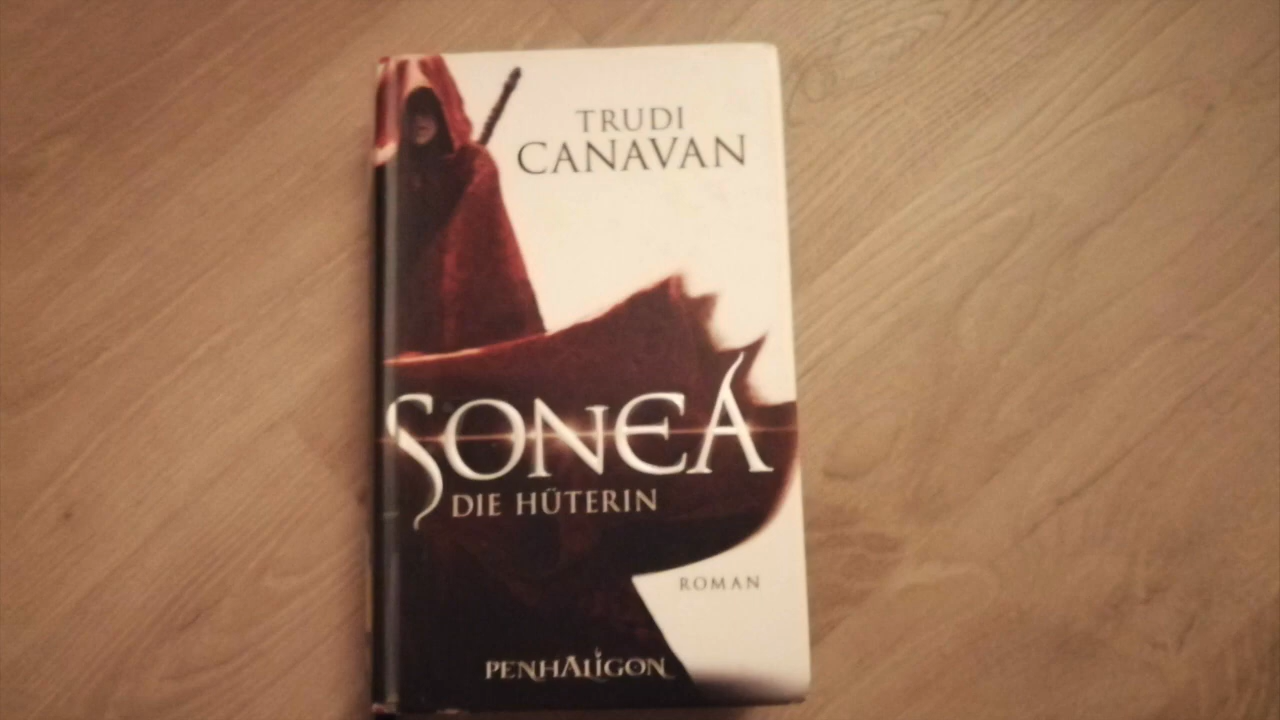 TRUDI
CANAVAN
SONEA
DIE HÜTERIN
ROMAN
PENHALIGON